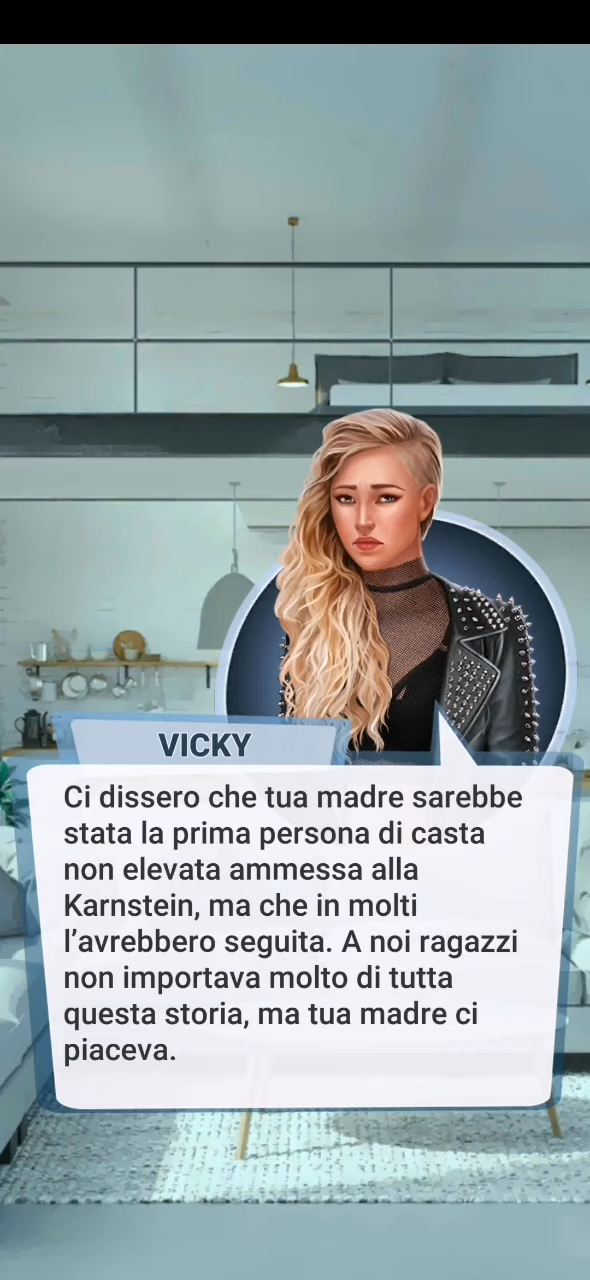 VICKY
Ci dissero che tua madre sarebbe
stata la prima persona di casta
non elevata ammessa alla
Karnstein, ma che in molti
l’avrebbero seguita. A noi ragazzi
non importava molto di tutta
questa storia, ma tua madre ci
piaceva.